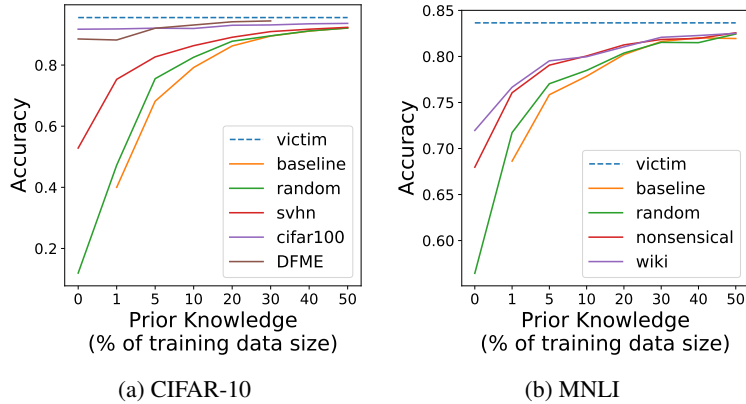 0.8
0.6
0.4
0.2
Accuracy
victim
baseline
random
svhn
cifar100
DFME
0 1 5 10 20 30 40 50
Prior Knowledge
(% of training data size)
(a) CIFAR-10
0.85
0.80
0.75
0.70
0.65
0.60
Accuracy
victim
baseline
random
nonsensical
wiki
0 1 5 10 20 30 40 50
Prior Knowledge
(% of training data size)
(b) MNLI